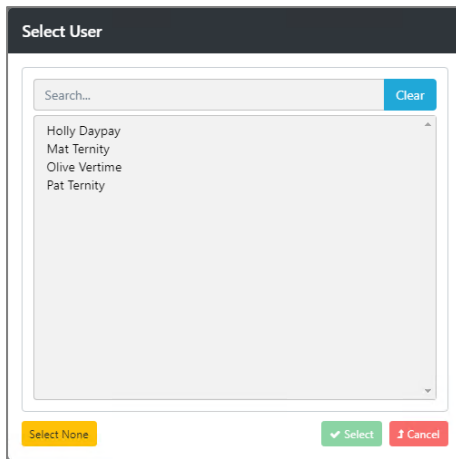 Select User
Search...
Clear
Holly Daypay
Mat Ternity
Olive Vertime
Pat Ternity
Select None
Select
Cancel